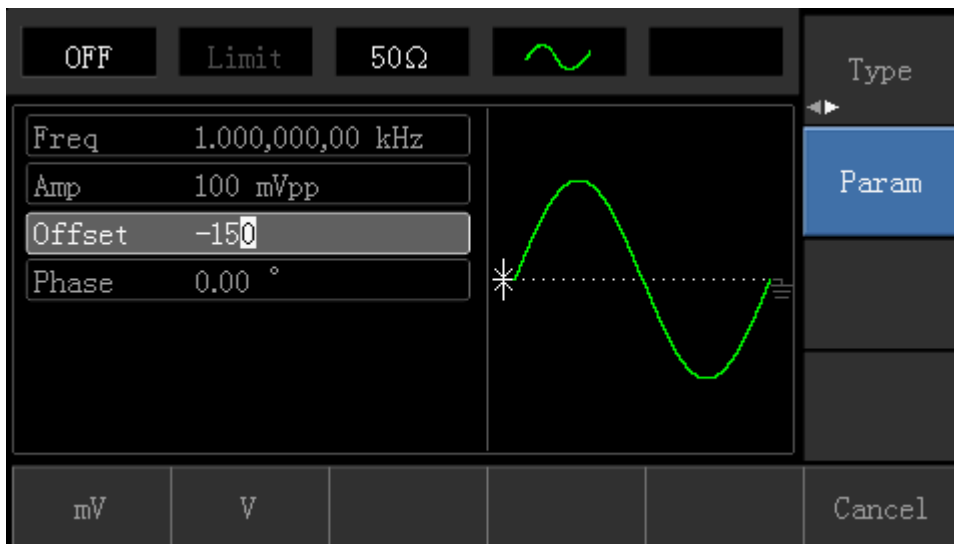 OFF Limit 50Ω
Type
Freq 1.000,000,00 kHz
Amp 100 mVpp
Param
Offset -150
Phase 0.00 °
mV V Cancel